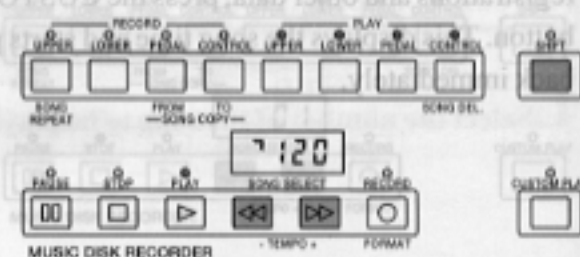 RECORD PLAY
UPPER LOWER PEDAL CONTROL UPPER LOWER PEDAL CONTROL SHIFT
SONG REPEAT FROM TO SONG DEL.
SONG COPY
120
PAUSE STOP PLAY SONG SELECT RECORD CUSTOM
- TEMPO + FORMAT
MUSIC DISK RECORDER